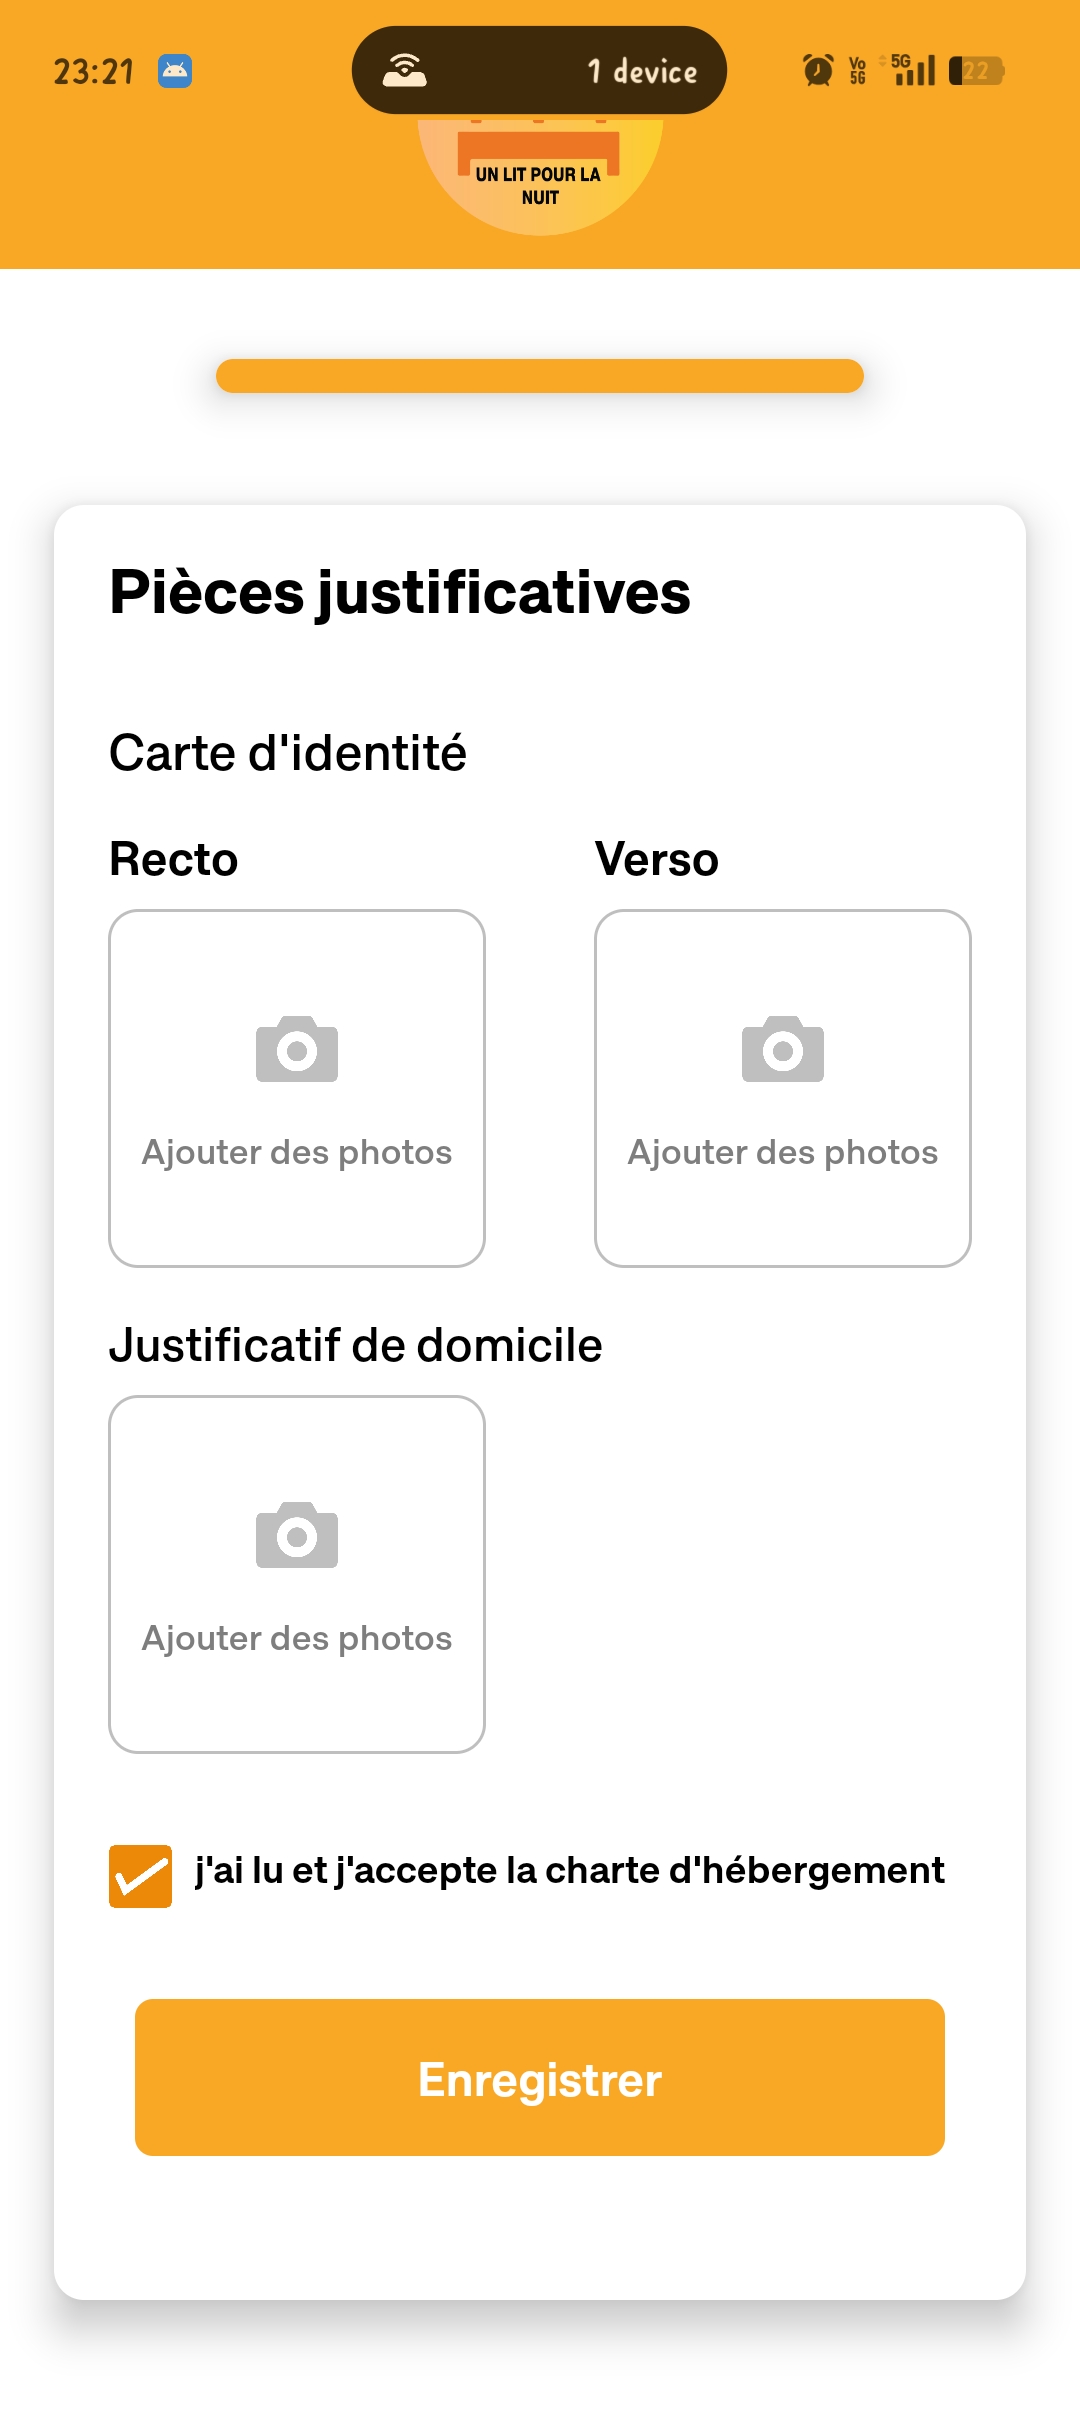 23:21
1 device
Vo 5G
5G
22
UN LIT POUR LA
NUIT
Pièces justificatives
Carte d'identité
Recto
Verso
Ajouter des photos
Ajouter des photos
Justificatif de domicile
Ajouter des photos
j'ai lu et j'accepte la charte d'hébergement
Enregistrer